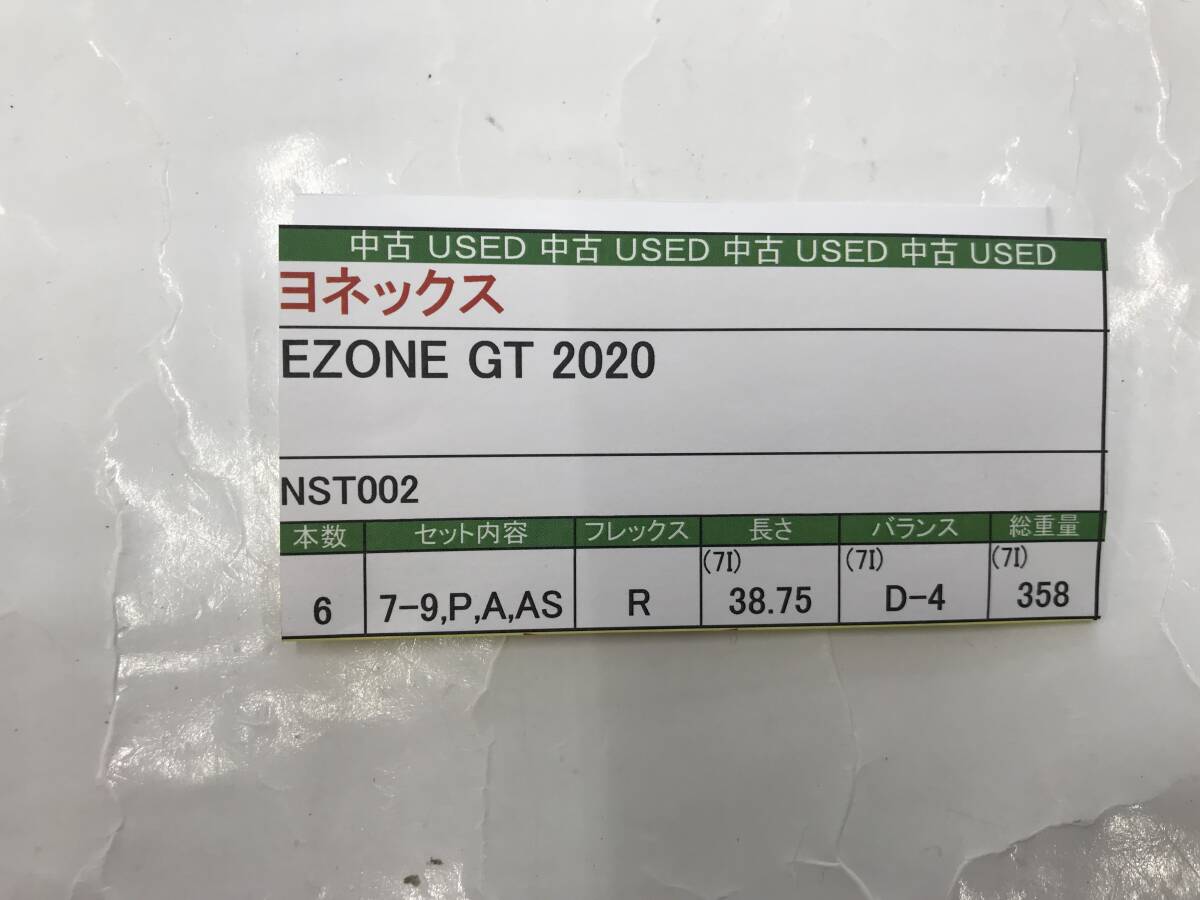 中古 USED 中古 USED 中古 USED 中古 USED
ヨネックス
EZONE GT 2020
NST002
本数 セット内容 フレックス 長さ バランス 総重量
(7I) (7I) (7I)
6 7-9,P,A,AS R 38.75 D-4 358